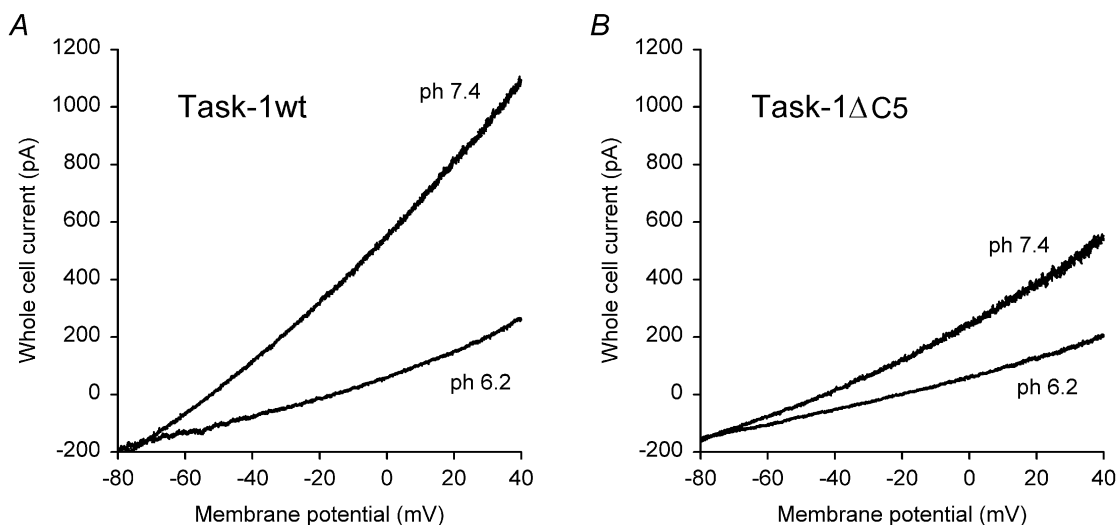 A
1200
1000
800
600
400
200
0
-200
-80
-60
-40
-20
0
20
40
Whole cell current (pA)
Membrane potential (mV)
Task-1wt
ph 7.4
ph 6.2
B
1200
1000
800
600
400
200
0
-200
-80
-60
-40
-20
0
20
40
Whole cell current (pA)
Membrane potential (mV)
Task-1Δ C5
ph 7.4
ph 6.2